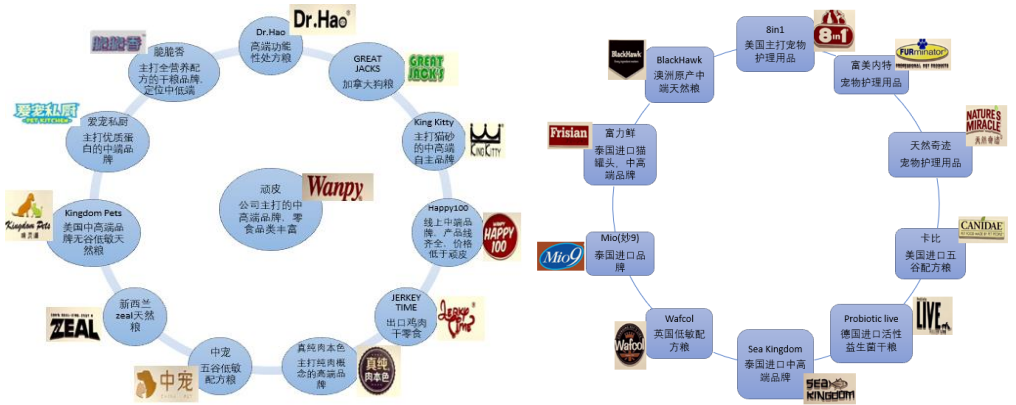 Dr.Hao
高端功能
性处方粮
Dr.Hao
GREAT
JACKS
加拿大狗粮
GREAT
JACK'S
King Kitty
主打猫砂
的中高端
自主品牌
KING KITTY
Happy100
线上中端品
牌、产品线
齐全、价格
低于顽皮
HAPPY
100
JERKEY
TIME
出口鸡肉
干零食
Jerky
Time
真纯肉本色
主打纯肉概
念的高端品
牌
真纯
肉本色
中宠
五谷低敏
配方粮
中宠
新西兰
zeal天然
粮
ZEAL
Kingdom Pets
美国中高端品
牌无谷低敏天
然粮
Kingdom Pets
爱宠私厨
主打优质蛋
白的中端品
牌
爱宠私厨
PET KITCHEN
脆脆香
主打全营养配
方的干粮品牌，
定位中低端
脆脆香
顽皮
公司主打的中
高端品牌，零
食品类丰富
Wanpy
8in1
美国主打宠物
护理用品
8in1
富美内特
宠物护理用品
FURminator
PROFESSIONAL PET PRODUCTS
天然奇迹
宠物护理用品
NATURE'S
MIRACLE
天然奇迹
卡比
美国进口五
谷配方粮
CANIDAE
Probiotic live
德国进口活性
益生菌干粮
LIVE
Sea Kingdom
泰国进口中高
端品牌
SEA
KINGDOM
Wafcol
英国低敏配
方粮
Wafcol
Mio(妙9)
泰国进口品
牌
Mio9
富力鲜
泰国进口猫
罐头，中高
端品牌
Frisian
BlackHawk
澳洲原产中
端天然粮
BlackHawk